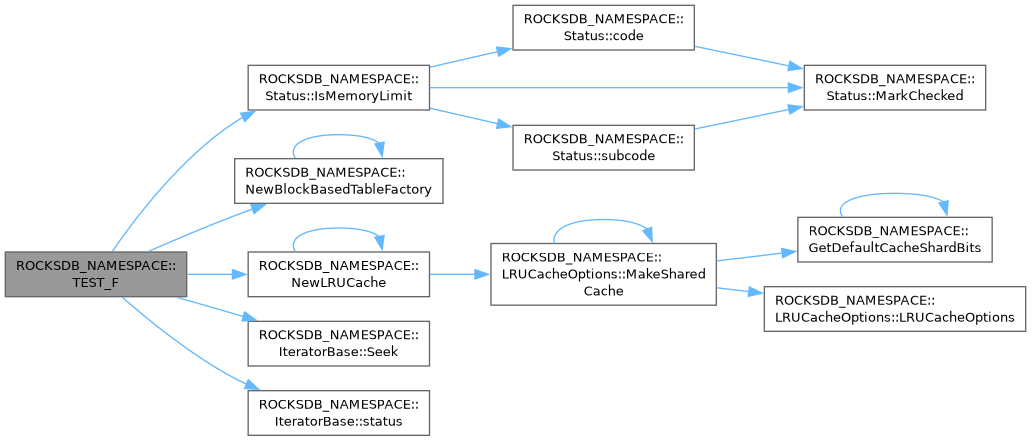 ROCKSDB_NAMESPACE::
TEST_F
ROCKSDB_NAMESPACE::
Status::IsMemoryLimit
ROCKSDB_NAMESPACE::
Status::code
ROCKSDB_NAMESPACE::
Status::MarkChecked
ROCKSDB_NAMESPACE::
Status::subcode
ROCKSDB_NAMESPACE::
NewBlockBasedTableFactory
ROCKSDB_NAMESPACE::
NewLRUCache
ROCKSDB_NAMESPACE::
LRUCacheOptions::MakeShared
Cache
ROCKSDB_NAMESPACE::
GetDefaultCacheShardBits
ROCKSDB_NAMESPACE::
LRUCacheOptions::LRUCacheOptions
ROCKSDB_NAMESPACE::
IteratorBase::Seek
ROCKSDB_NAMESPACE::
IteratorBase::status